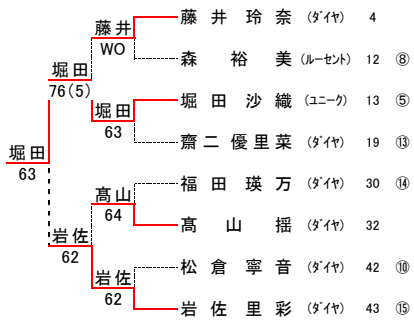 藤井 玲奈 (ダイヤ) 4
藤井
WO
森 裕美 (ルーセント) 12 ⑧
堀田
76(5)
堀田沙織 (ユニーク) 13 ⑤
堀田
63
齋二優里菜 (ダイヤ) 19 ⑬
堀田
63
福田瑛万 (ダイヤ) 30 ⑭
髙山
64
髙山 揺 (ダイヤ) 32
岩佐
62
松倉寧音 (ダイヤ) 42 ⑩
岩佐
62
岩佐里彩 (ダイヤ) 43 ⑮